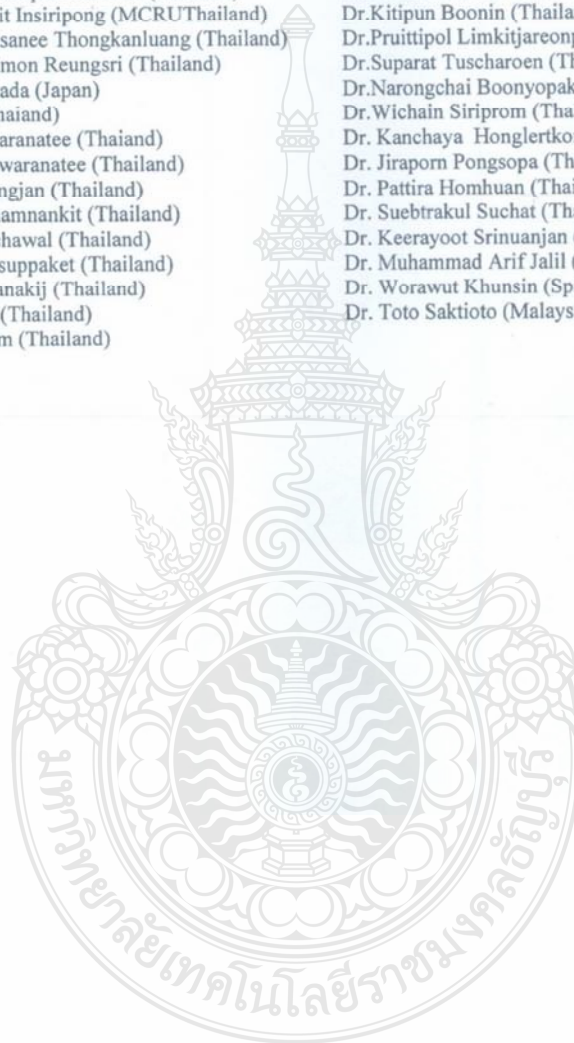 it Insiripong (MCRUThailand)
sanee Thongkanluang (Thailand)
mon Reungsri (Thailand)
ada (Japan)
naiand)
aranatee (Thaiand)
waranatee (Thailand)
ngjan (Thailand)
amnankit (Thailand)
hawal (Thailand)
suppaket (Thailand)
anakij (Thailand)
(Thailand)
m (Thailand)
Dr.Kitipun Boonin (Thaila
Dr.Pruittipol Limkitjareonp
Dr.Suparat Tuscharoen (Th
Dr.Narongchai Boonyopak
Dr.Wichain Siriprom (Tha
Dr. Kanchaya Honglertko
Dr. Jiraporn Pongsopa (Th
Dr. Pattira Homhuan (Thai
Dr. Suebtrakul Suchat (Tha
Dr. Keerayoot Srinuanjan (
Dr. Muhammad Arif Jalil (
Dr. Worawut Khunsin (Sp
Dr. Toto Saktioto (Malays
มหาวิทยาลัยเทคโนโลยีราชมงคลธัญบุรี